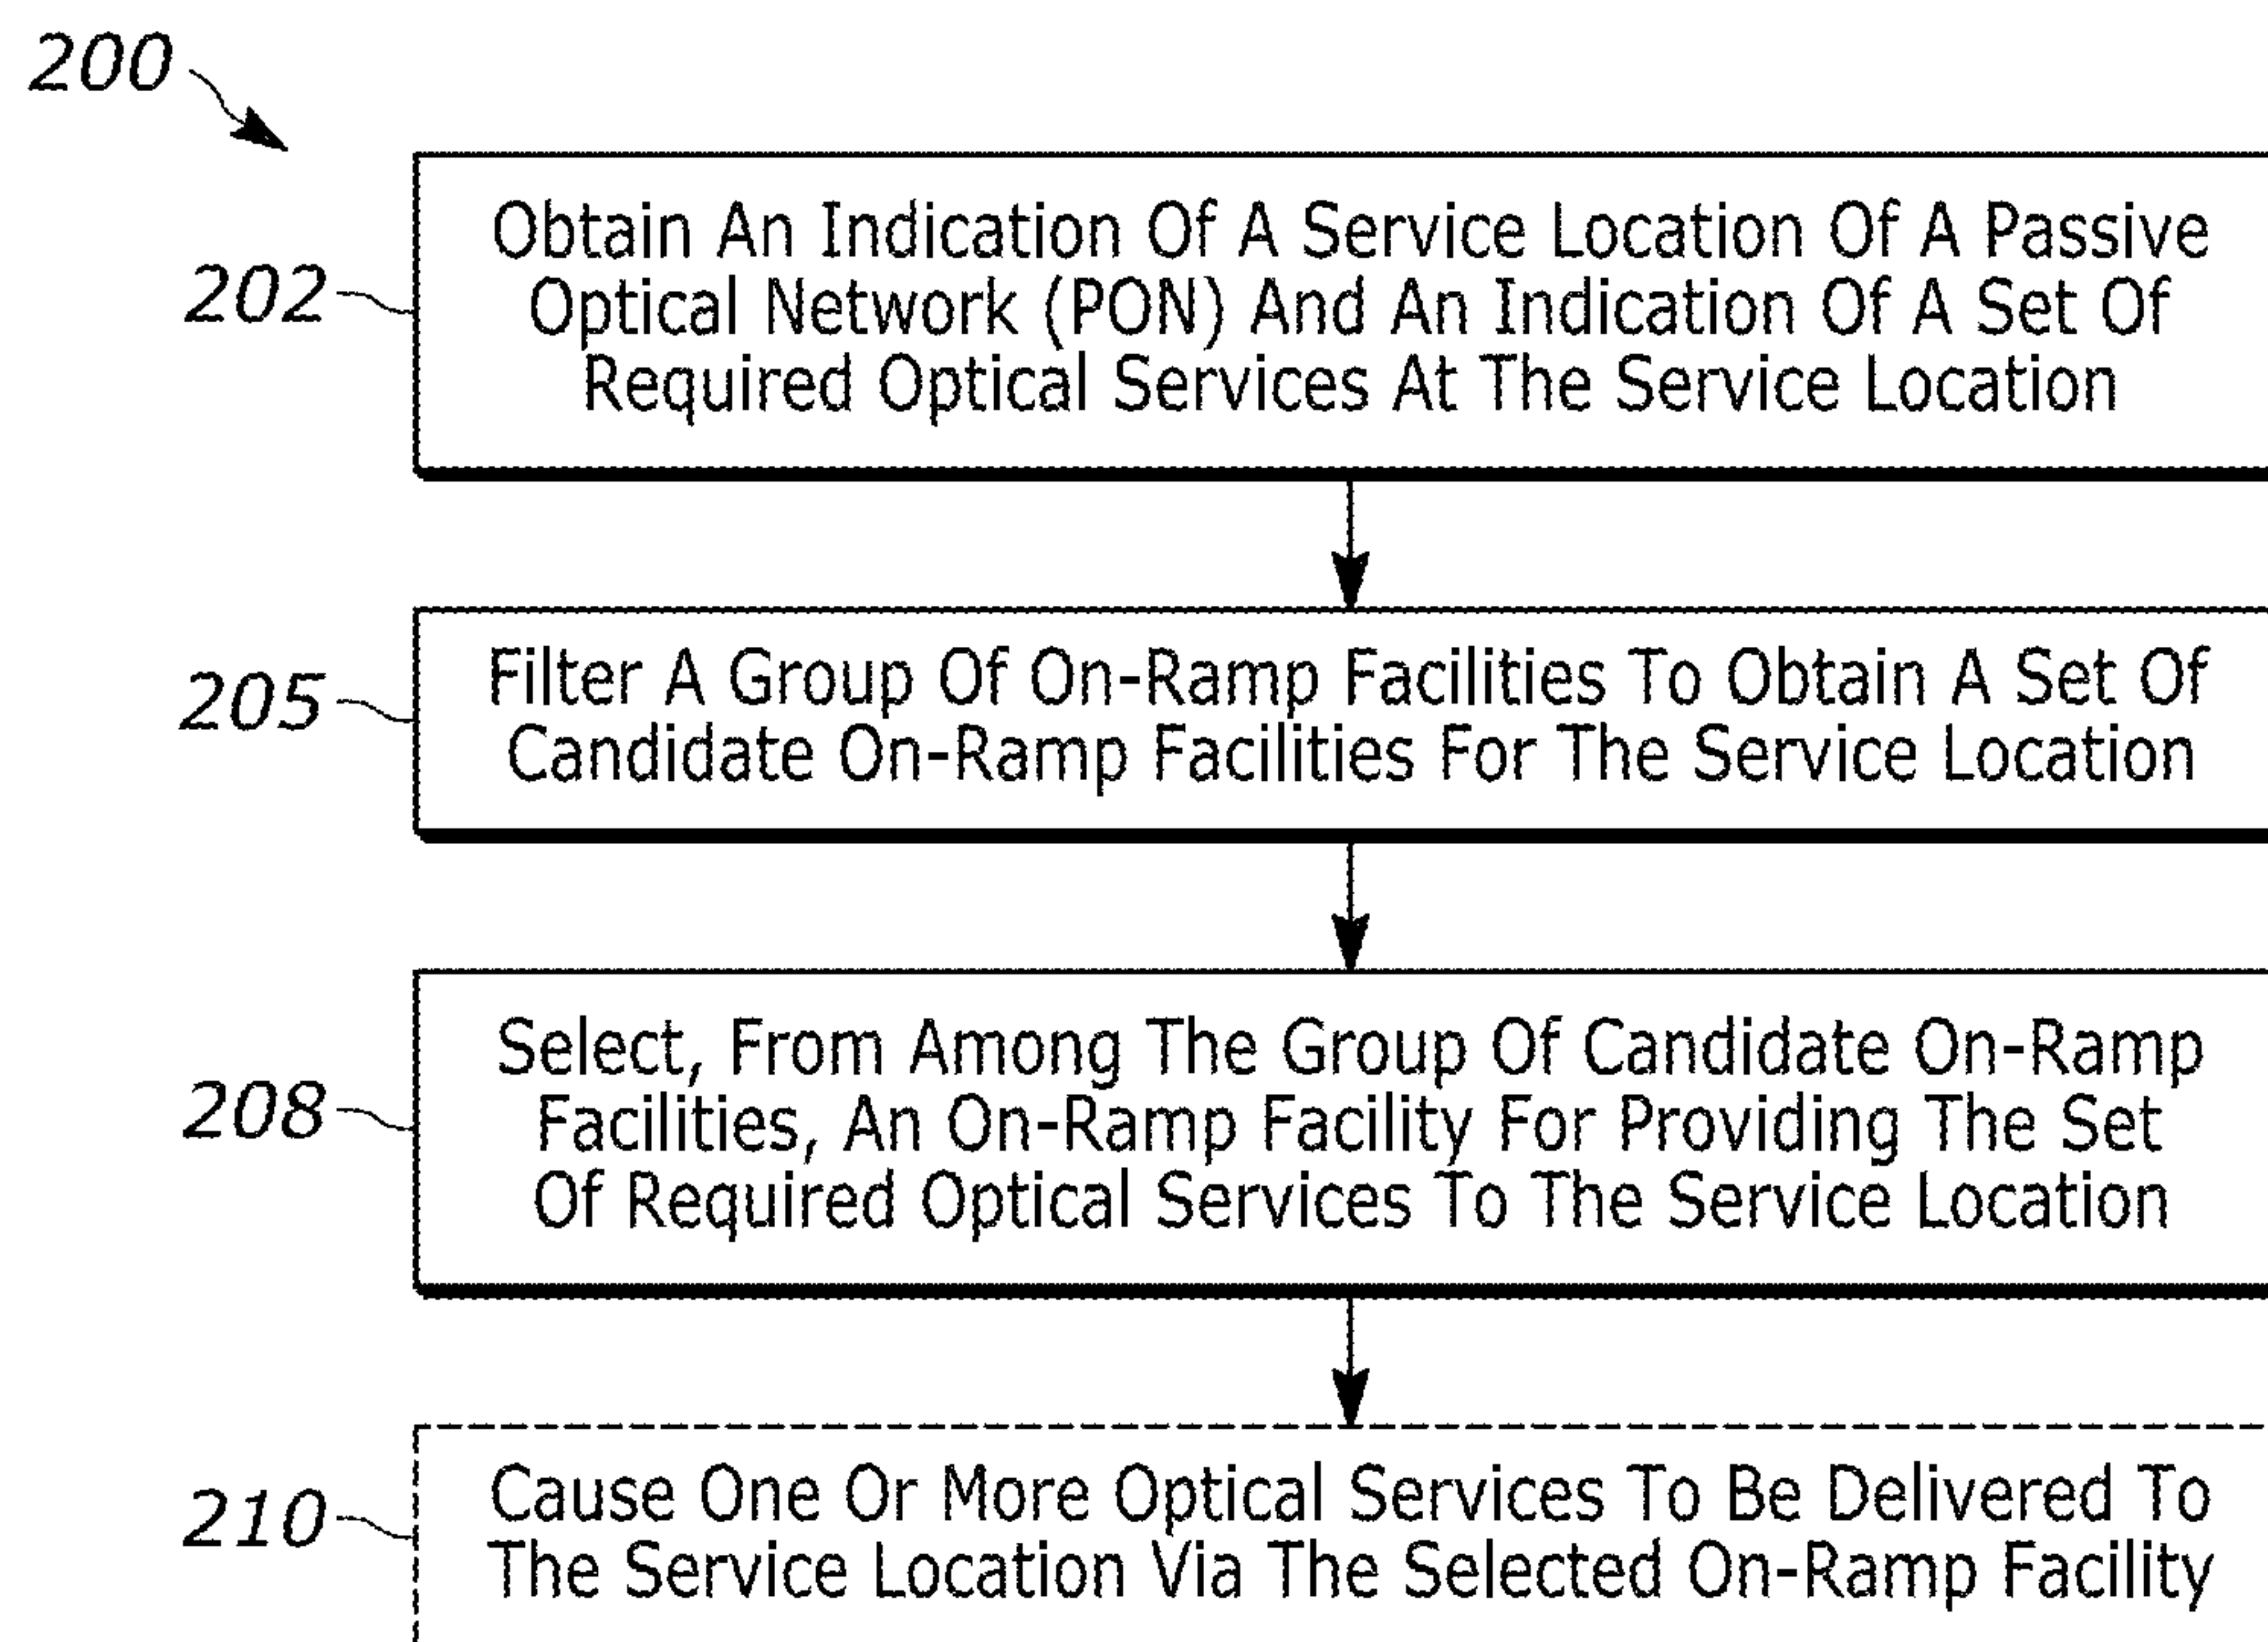 200
202
Obtain An Indication Of A Service Location Of A Passive
Optical Network (PON) And An Indication Of A Set Of
Required Optical Services At The Service Location
205
Filter A Group Of On-Ramp Facilities To Obtain A Set Of
Candidate On-Ramp Facilities For The Service Location
208
Select, From Among The Group Of Candidate On-Ramp
Facilities, An On-Ramp Facility For Providing The Set
Of Required Optical Services To The Service Location
210
Cause One Or More Optical Services To Be Delivered To
The Service Location Via The Selected On-Ramp Facility